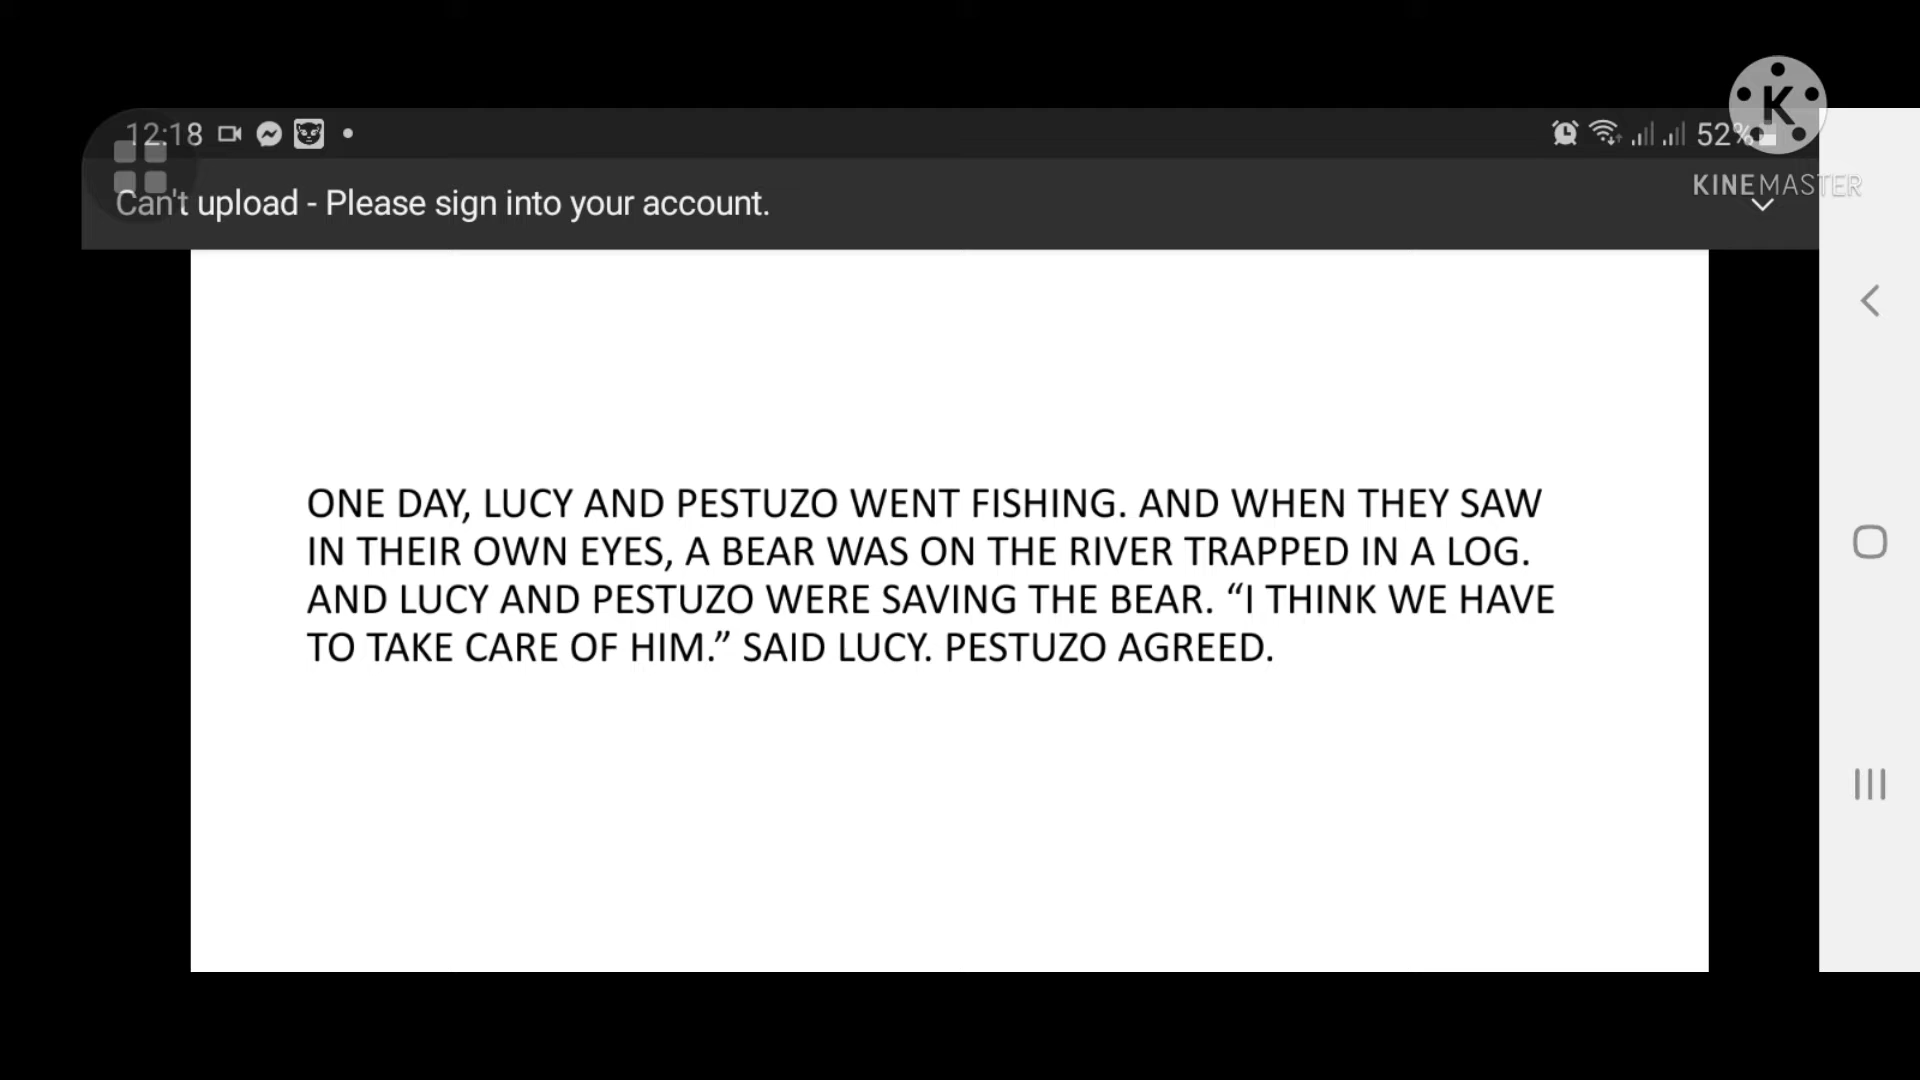 12:18
52%
K
KINEMASTER
Can't upload - Please sign into your account.
ONE DAY, LUCY AND PESTUZO WENT FISHING. AND WHEN THEY SAW
IN THEIR OWN EYES, A BEAR WAS ON THE RIVER TRAPPED IN A LOG.
AND LUCY AND PESTUZO WERE SAVING THE BEAR. “I THINK WE HAVE
TO TAKE CARE OF HIM.” SAID LUCY. PESTUZO AGREED.